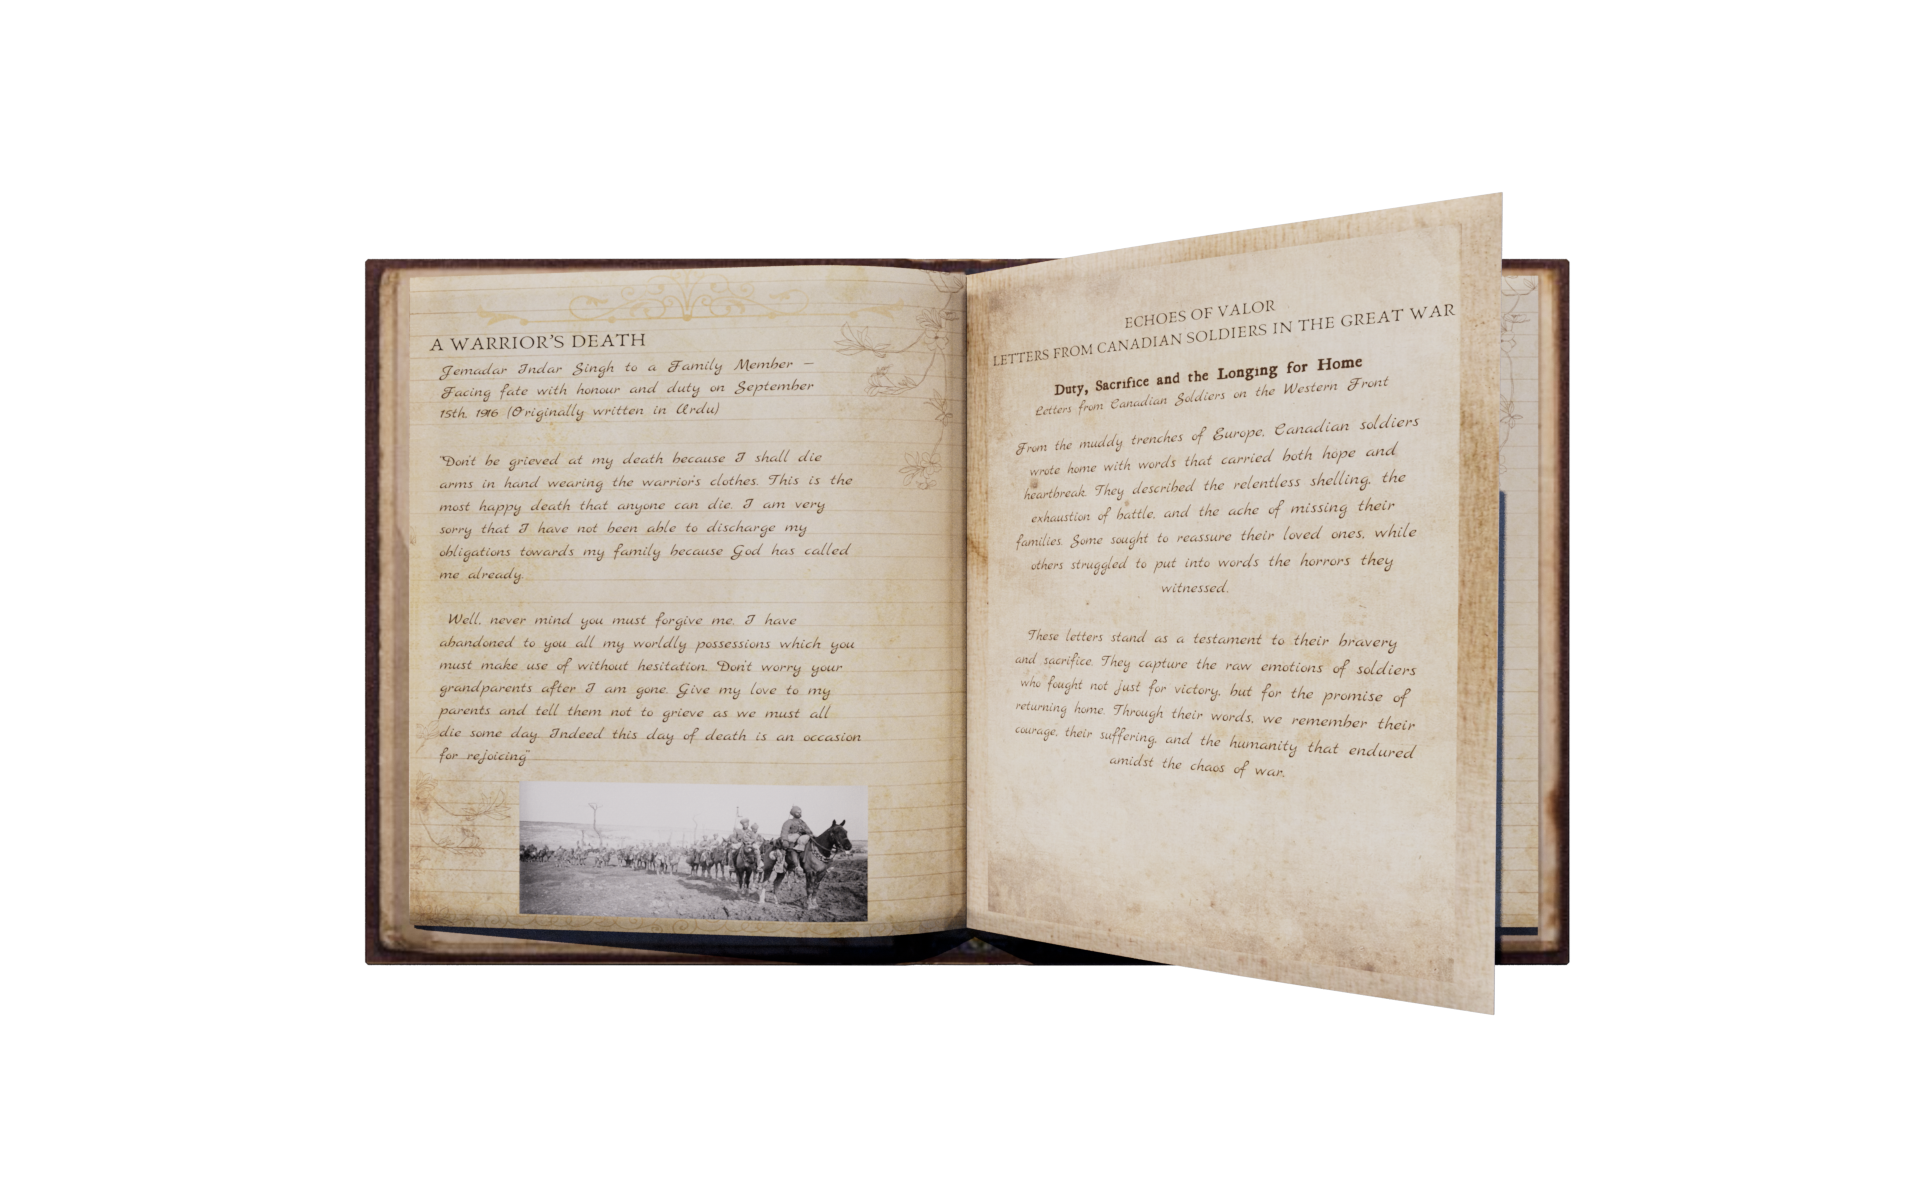 A WARRIOR'S DEATH
Jemadar Indar Singh to a Family Member –
Facing fate with honour and duty on September
15th, 1916 (Originally written in Urdu)
"Don't be grieved at my death because I shall die
arms in hand wearing the warrior's clothes. This is the
most happy death that anyone can die. I am very
sorry that I have not been able to discharge my
obligations towards my family because God has called
me already.
Well, never mind you must forgive me. I have
abandoned to you all my worldly possessions which you
must make use of without hesitation. Don't worry your
grandparents after I am gone. Give my love to my
parents and tell them not to grieve as we must all
die some day. Indeed this day of death is an occasion
for rejoicing"
ECHOES OF VALOR
LETTERS FROM CANADIAN SOLDIERS IN THE GREAT WAR
Duty, Sacrifice and the Longing for Home
Letters from Canadian Soldiers on the Western Front
From the muddy trenches of Europe, Canadian soldiers
wrote home with words that carried both hope and
heartbreak. They described the relentless shelling, the
exhaustion of battle, and the ache of missing their
families. Some sought to reassure their loved ones, while
others struggled to put into words the horrors they
witnessed.
These letters stand as a testament to their bravery
and sacrifice. They capture the raw emotions of soldiers
who fought not just for victory, but for the promise of
returning home. Through their words, we remember their
courage, their suffering, and the humanity that endured
amidst the chaos of war.